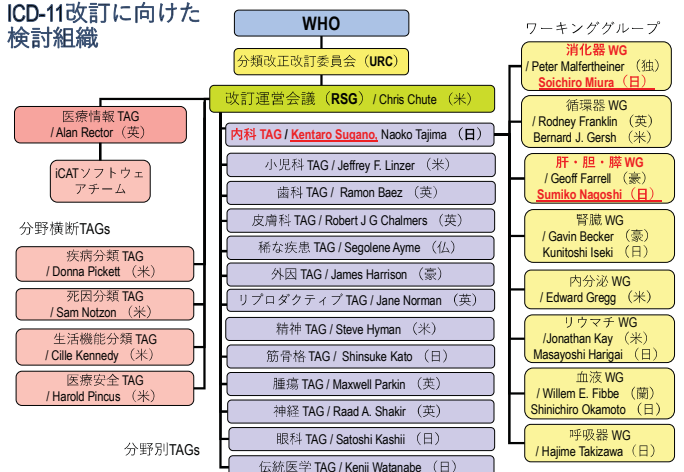 ICD-11改訂に向けた
検討組織
WHO
分類改正改訂委員会（URC）
改訂運営会議（RSG）/ Chris Chute （米）
医療情報 TAG
/ Alan Rector（英）
iCATソフトウェ
アチーム
分野横断TAGs
疾病分類 TAG
/ Donna Pickett（米）
死因分類 TAG
/ Sam Notzon （米）
生活機能分類 TAG
/ Cille Kennedy （米）
医療安全 TAG
/ Harold Pincus （米）
内科 TAG / Kentaro Sugano, Naoko Tajima （日）
小児科 TAG / Jeffrey F. Linzer （米）
歯科 TAG / Ramon Baez （英）
皮膚科 TAG / Robert J G Chalmers （英）
稀な疾患 TAG / Segolene Ayme （仏）
外因 TAG / James Harrison （豪）
リプロダクティブ TAG / Jane Norman （英）
精神 TAG / Steve Hyman （米）
筋骨格 TAG / Shinsuke Kato （日）
腫瘍 TAG / Maxwell Parkin （英）
神経 TAG / Raad A. Shakir （英）
眼科 TAG / Satoshi Kashii （日）
伝統医学 TAG / Kenji Watanabe （日）
分野別TAGs
ワーキンググループ
消化器 WG
/ Peter Malfertheiner （独）
Soichiro Miura （日）
循環器 WG
/ Rodney Franklin （英）
Bernard J. Gersh （米）
肝・胆・膵 WG
/ Geoff Farrell （豪）
Sumiko Nagoshi （日）
腎臓 WG
/ Gavin Becker （豪）
Kunitoshi Iseki （日）
内分泌 WG
/ Edward Gregg （米）
リウマチ WG
/Jonathan Kay （米）
Masayoshi Harigai （日）
血液 WG
/ Willem E. Fibbe （蘭）
Shinichiro Okamoto （日）
呼吸器 WG
/ Hajime Takizawa （日）